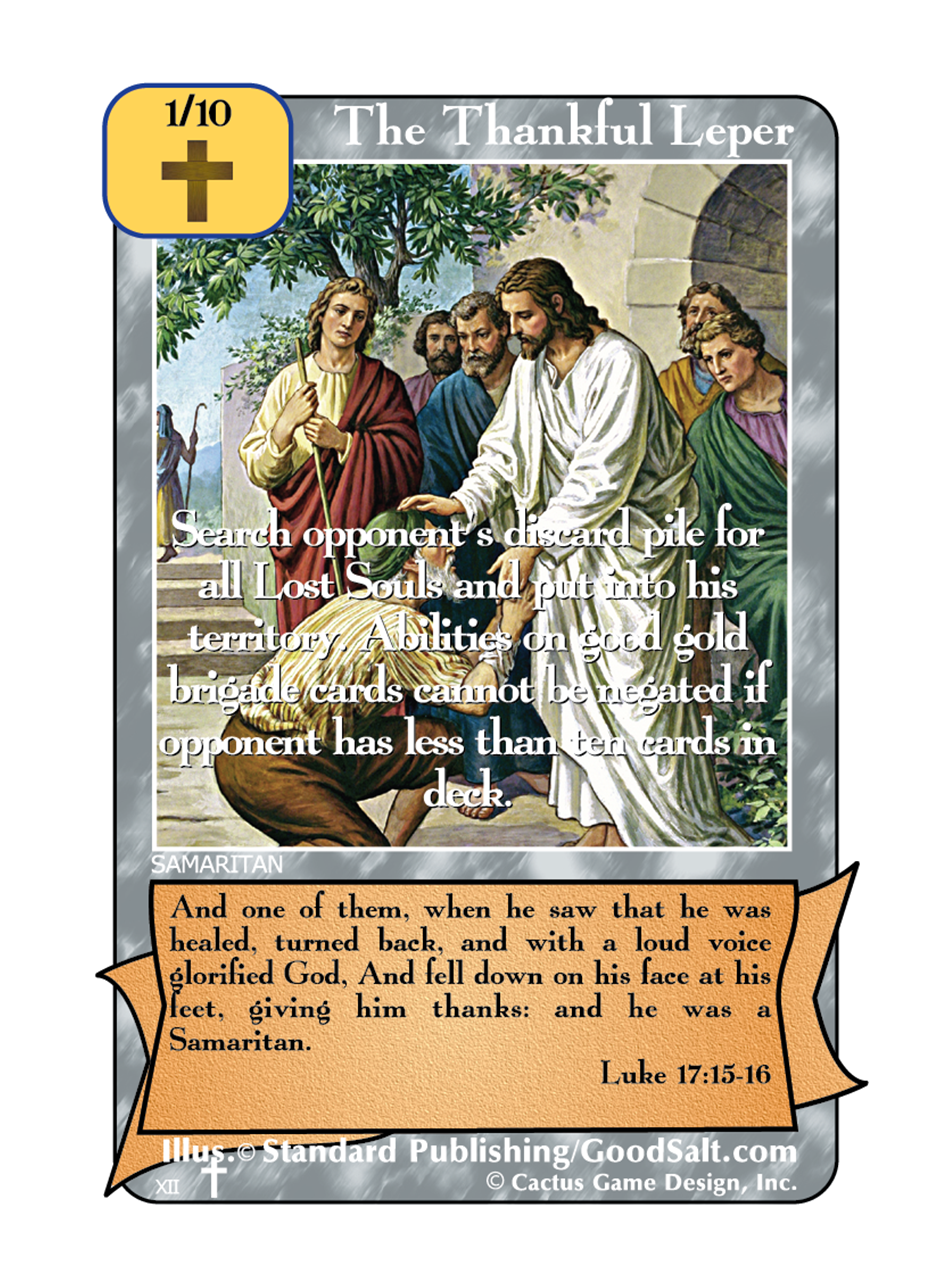 1/10
The Thankful Leper
Search opponent's discard pile for
all Lost Souls and put into his
territory. Abilities on good gold
brigade cards cannot be negated if
opponent has less than ten cards in
deck.
SAMARITAN
And one of them, when he saw that he was
healed, turned back, and with a loud voice
glorified God, And fell down on his face at his
feet, giving him thanks: and he was a
Samaritan.
Luke 17:15-16
Illus.© Standard Publishing/GoodSalt.com
XII
© Cactus Game Design, Inc.